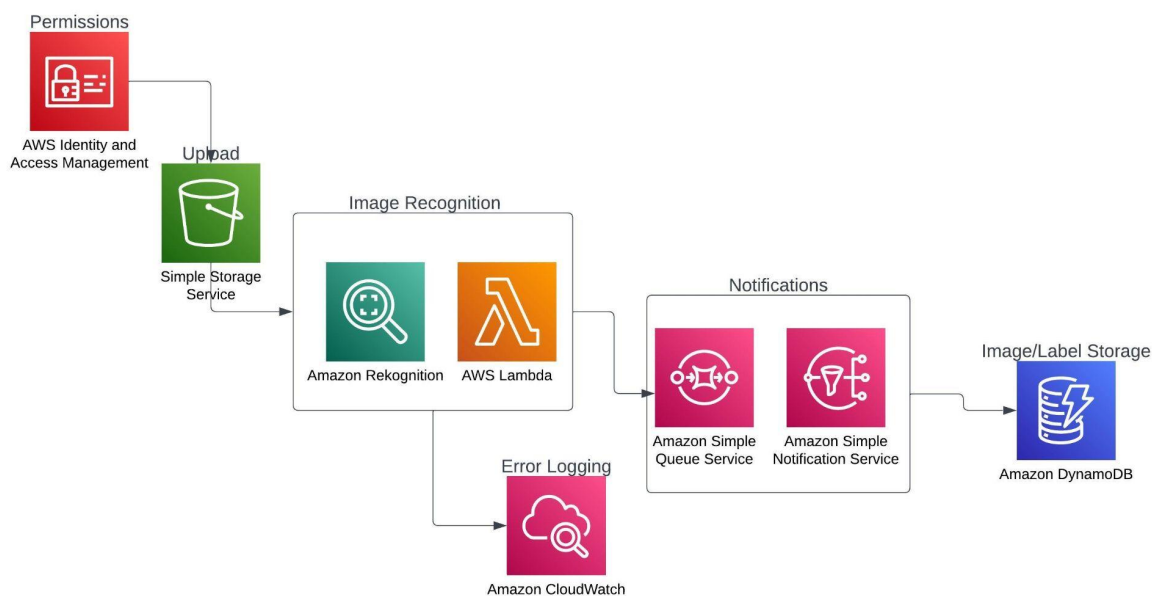 Permissions
AWS Identity and
Access Management
Upload
Simple Storage
Service
Image Recognition
Amazon Rekognition
AWS Lambda
Notifications
Amazon Simple
Queue Service
Amazon Simple
Notification Service
Image/Label Storage
Amazon DynamoDB
Error Logging
Amazon CloudWatch